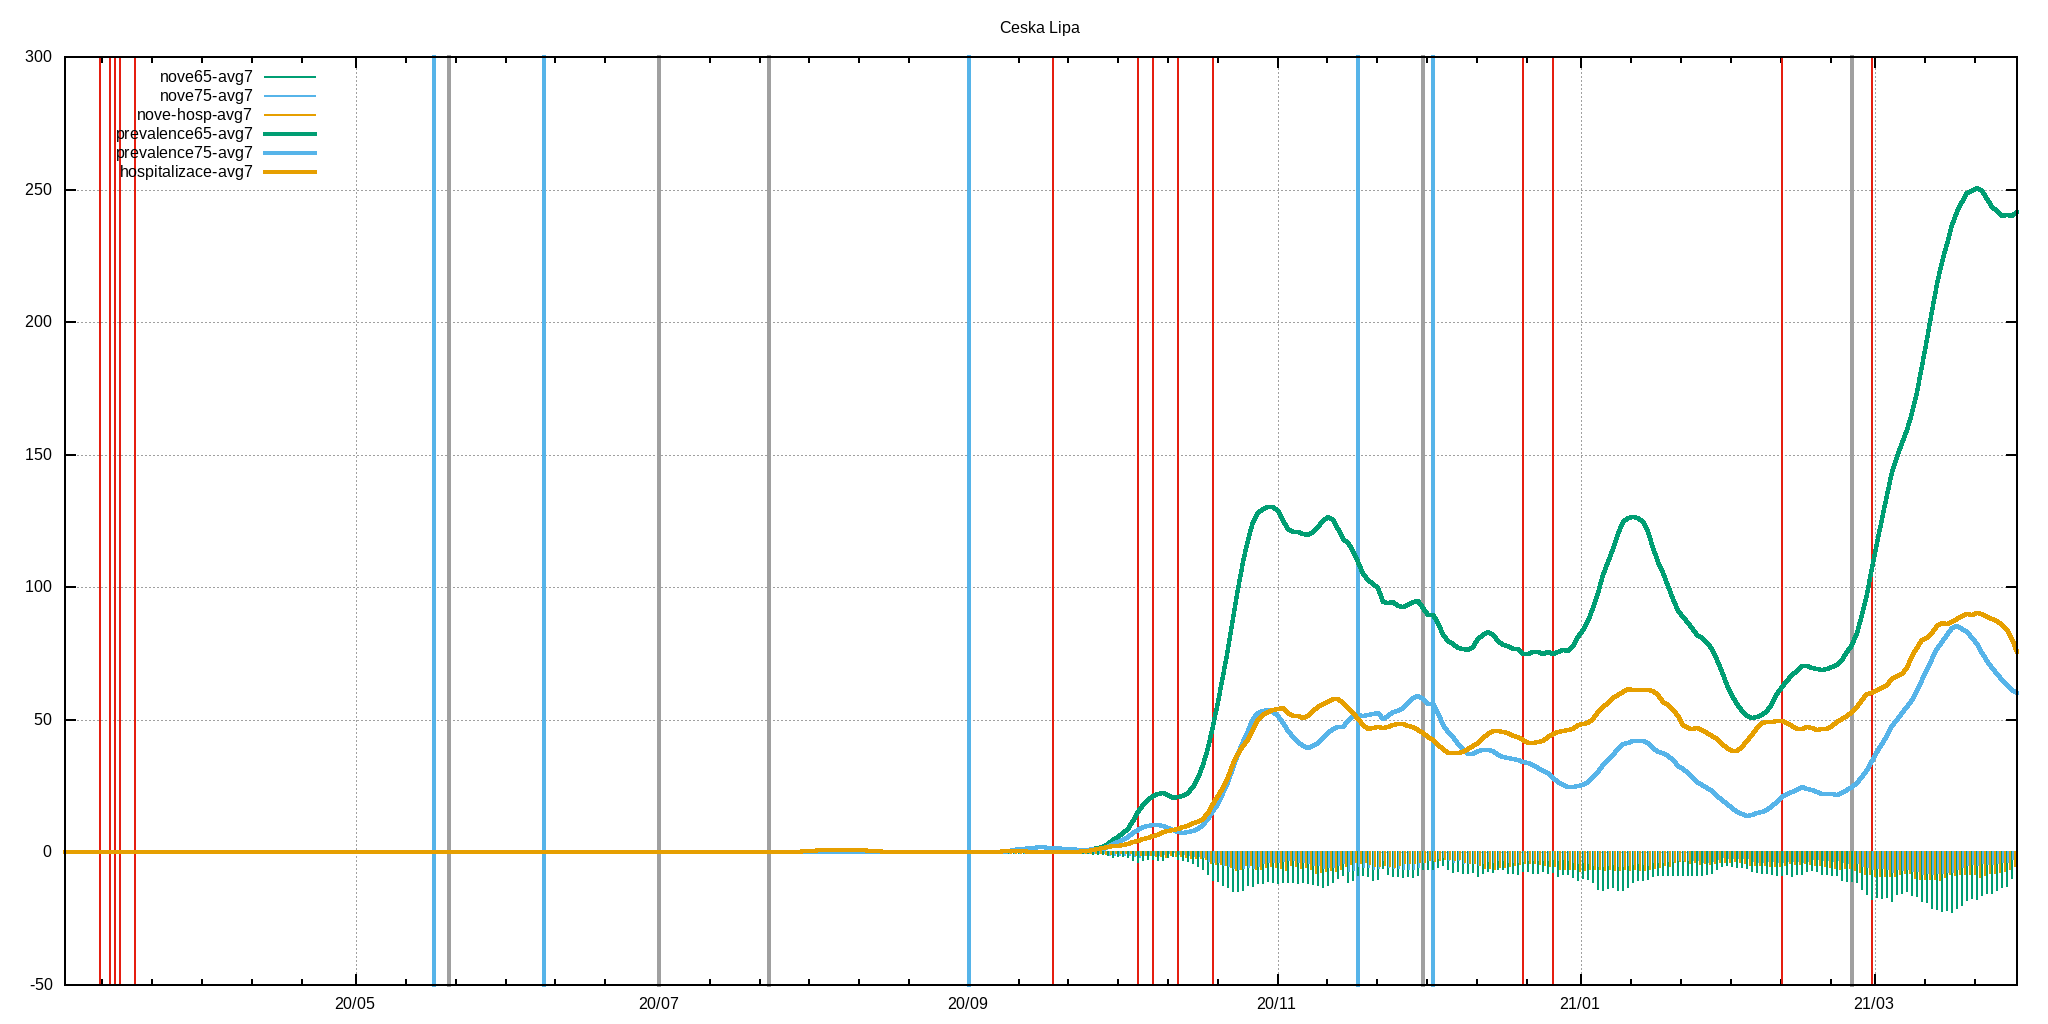 Ceska Lipa
300
250
200
150
100
50
0
-50
nove65-avg7
nove75-avg7
nove-hosp-avg7
prevalence65-avg7
prevalence75-avg7
hospitalizace-avg7
20/05 20/07 20/09 20/11 21/01 21/03